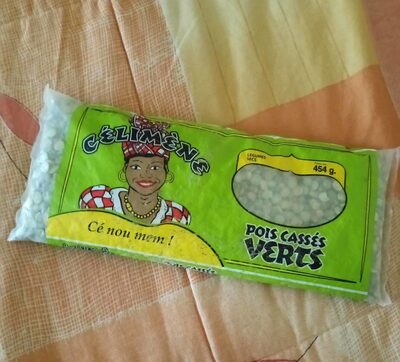 CÉLIMÈNE
LÉGUMES
SECS
454 g.
Cé nou mem !
POIS CASSÉS
VERTS